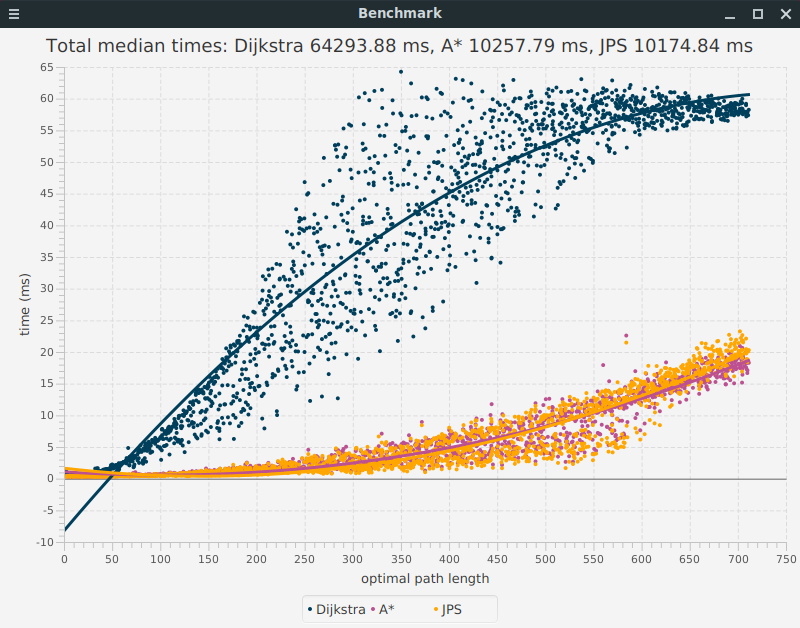 Benchmark
Total median times: Dijkstra 64293.88 ms, A* 10257.79 ms, JPS 10174.84 ms
65
60
55
50
45
40
35
30
25
20
15
10
5
0
-5
-10
time (ms)
0 50 100 150 200 250 300 350 400 450 500 550 600 650 700 750
optimal path length
Dijkstra A* JPS